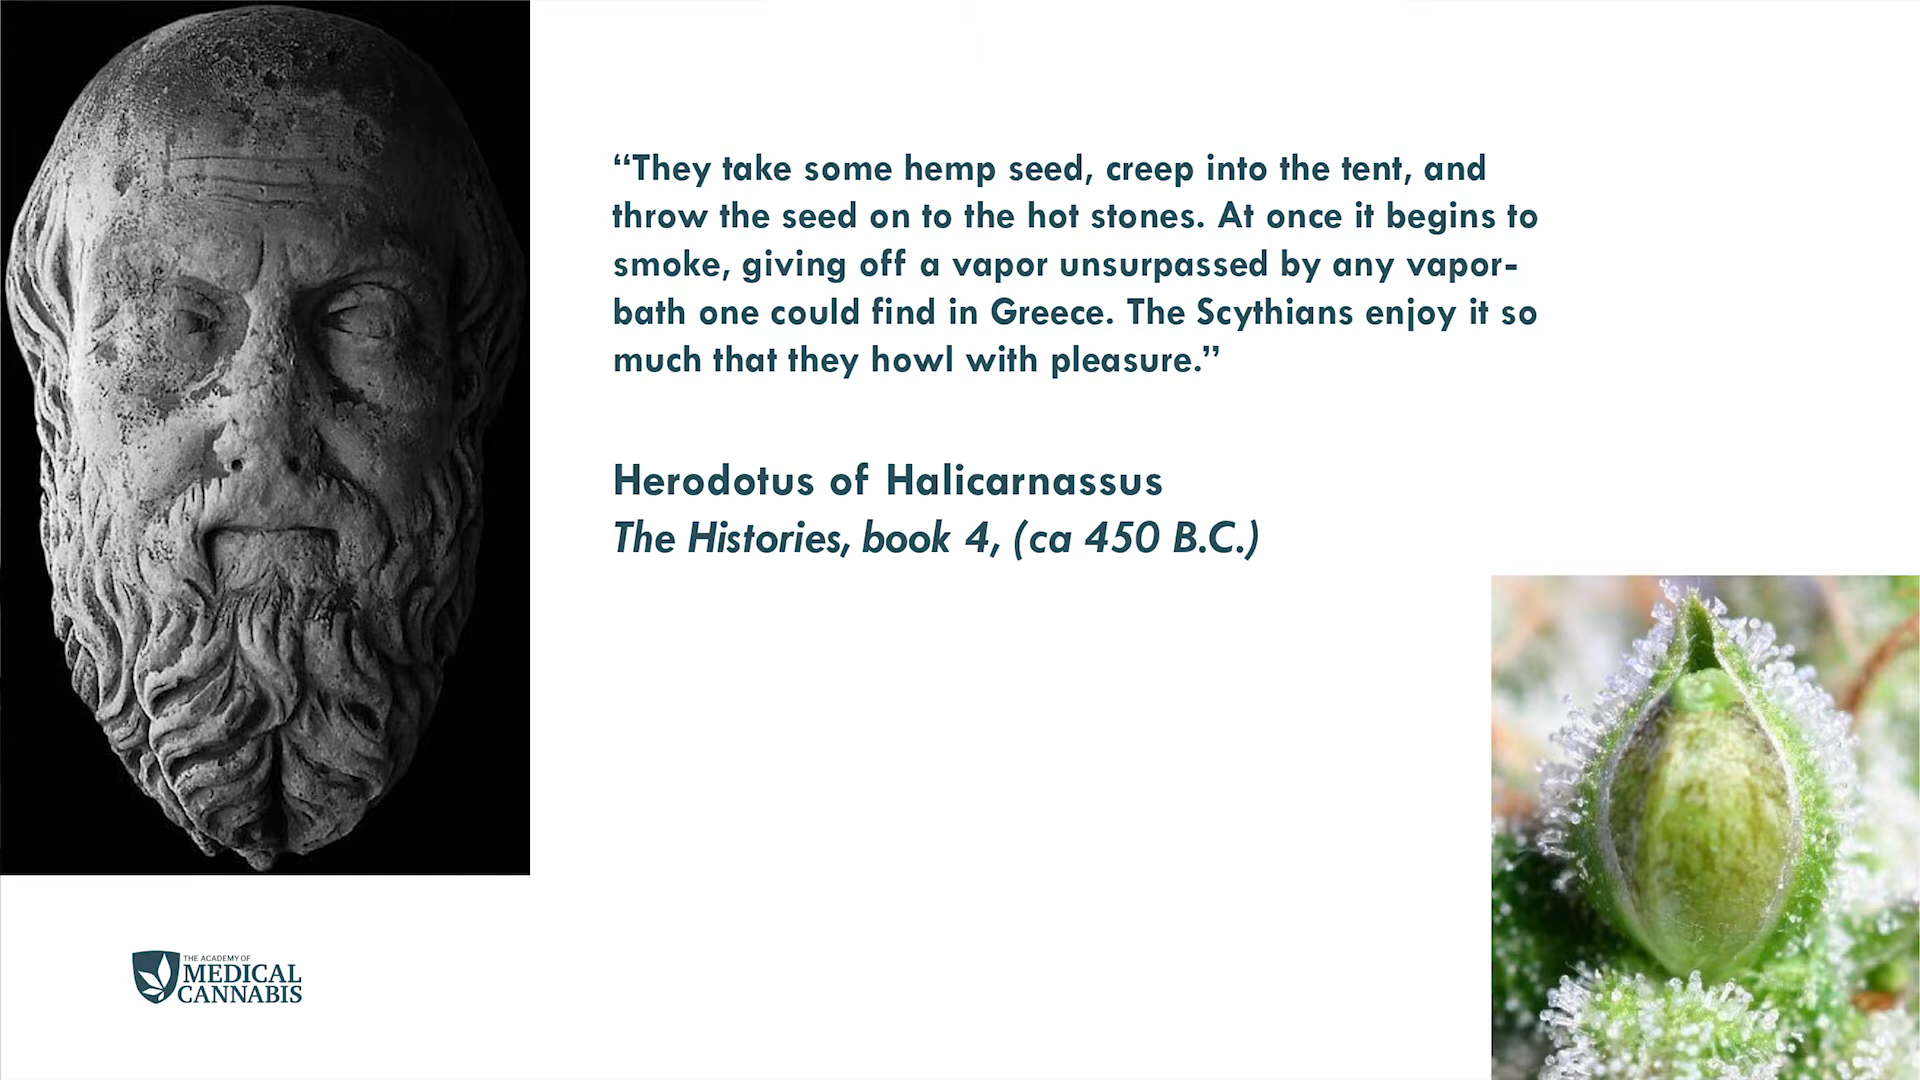 “They take some hemp seed, creep into the tent, and
throw the seed on to the hot stones. At once it begins to
smoke, giving off a vapor unsurpassed by any vapor-
bath one could find in Greece. The Scythians enjoy it so
much that they howl with pleasure.”
Herodotus of Halicarnassus
The Histories, book 4, (ca 450 B.C.)
THE ACADEMY OF
MEDICAL
CANNABIS